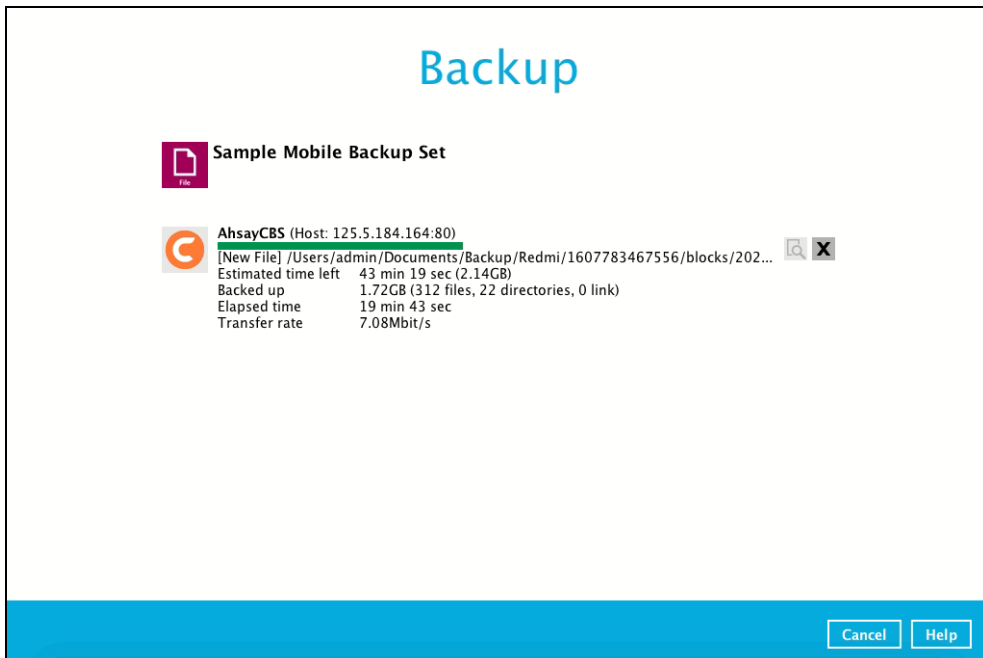 Backup
Sample Mobile Backup Set
File
AhsayCBS (Host: 125.5.184.164:80)
[New File] /Users/admin/Documents/Backup/Redmi/1607783467556/blocks/202...
Estimated time left 43 min 19 sec (2.14GB)
Backed up 1.72GB (312 files, 22 directories, 0 link)
Elapsed time 19 min 43 sec
Transfer rate 7.08Mbit/s
Cancel Help